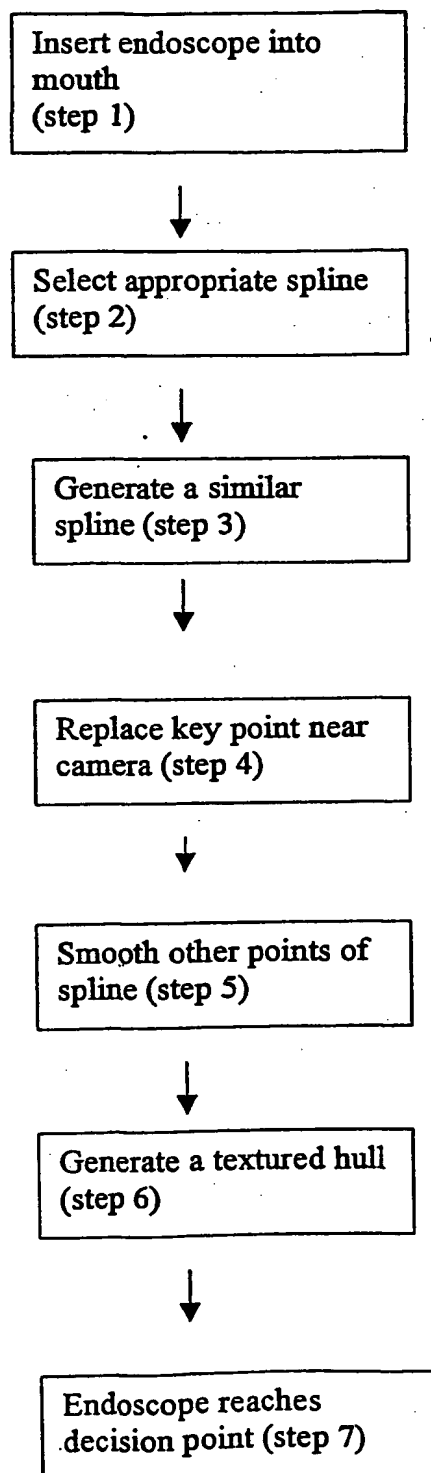 Insert endoscope into
mouth
(step 1)
Select appropriate spline
(step 2)
Generate a similar
spline (step 3)
Replace key point near
camera (step 4)
Smooth other points of
spline (step 5)
Generate a textured hull
(step 6)
Endoscope reaches
decision point (step 7)